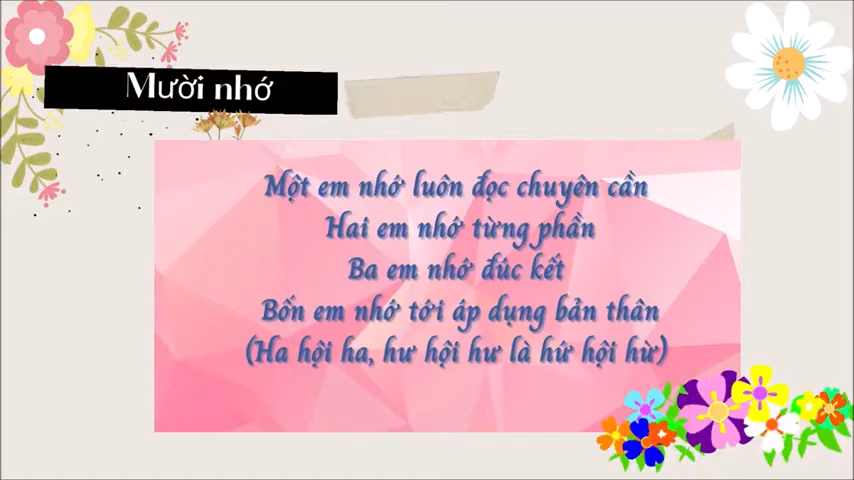 Mười nhớ
Một em nhớ luôn đọc chuyên cần
Hai em nhớ từng phần
Ba em nhớ đúc kết
Bốn em nhớ tới áp dụng bản thân
(Ha hội ha, hư hội hư là hứ hội hừ)